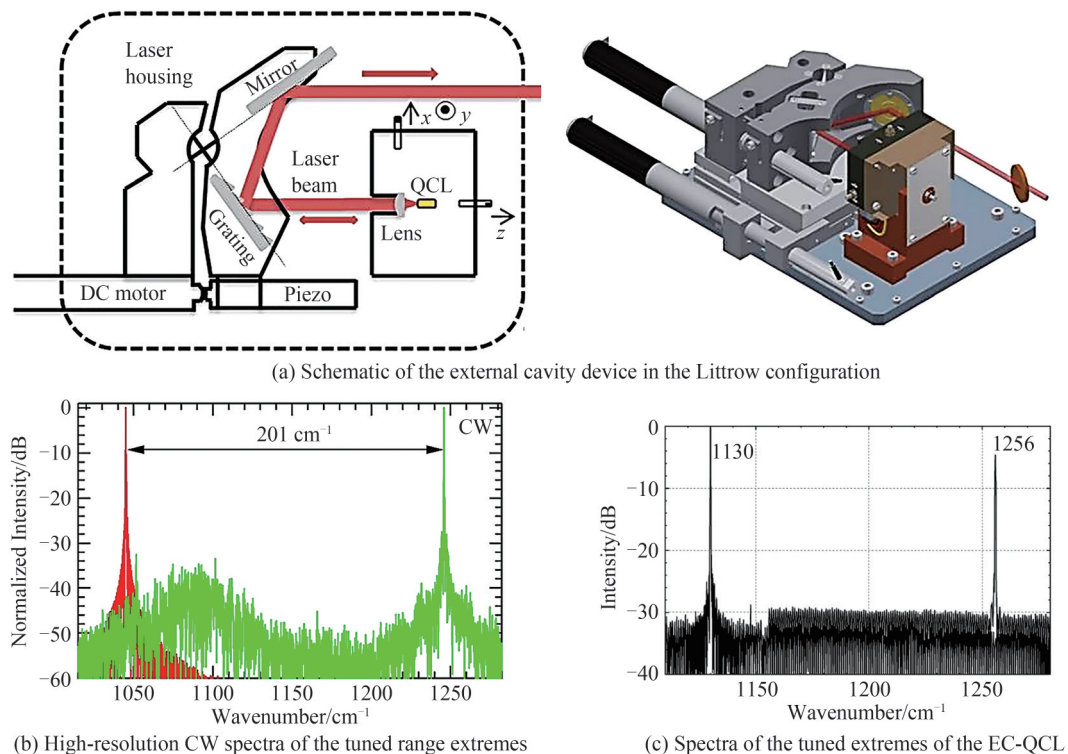 Laser
housing
Mirror
x
y
Laser
beam
QCL
Grating
Lens
z
DC motor
Piezo
(a) Schematic of the external cavity device in the Littrow configuration
Normalized Intensity/dB
0
−10
−20
−30
−40
−50
−60
201 cm⁻¹
CW
1050
1100
1150
1200
1250
Wavenumber/cm⁻¹
(b) High-resolution CW spectra of the tuned range extremes
Intensity/dB
0
−10
−20
−30
−40
1130
1256
1150
1200
1250
Wavenumber/cm⁻¹
(c) Spectra of the tuned extremes of the EC-QCL